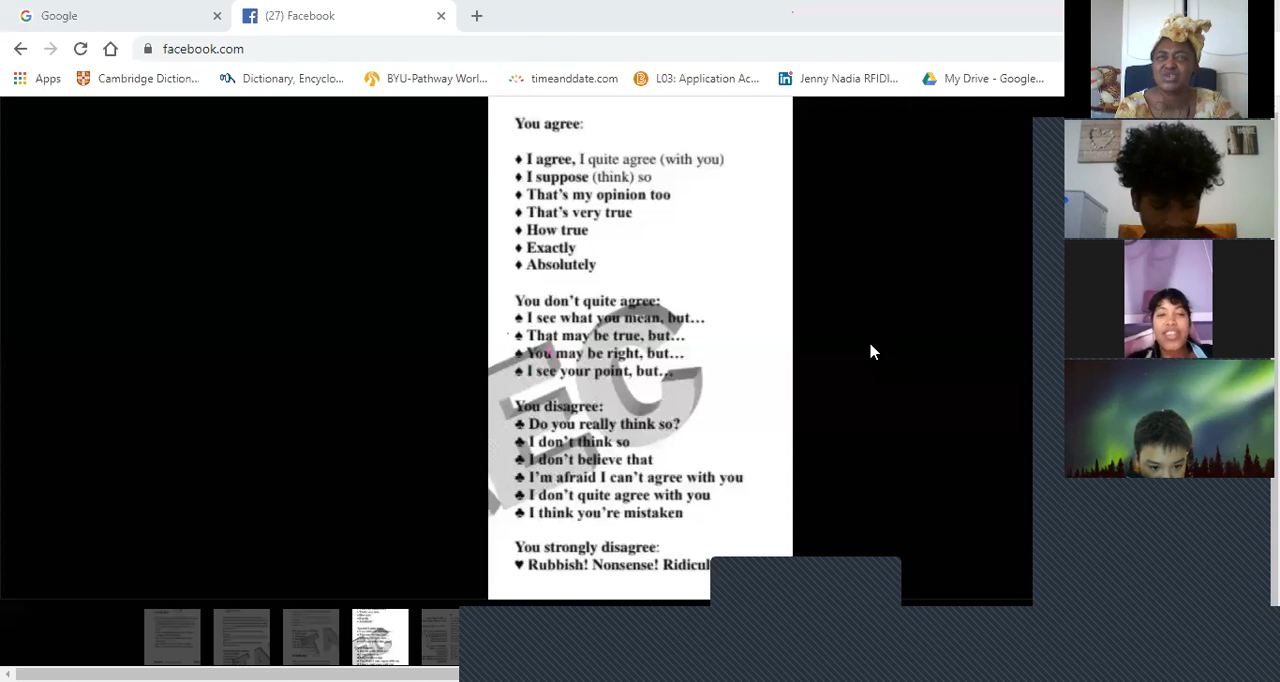 Google
(27) Facebook
facebook.com
Apps
Cambridge Diction...
Dictionary, Encyclo...
BYU-Pathway Worl...
timeanddate.com
L03: Application Ac...
Jenny Nadia RFIDI...
My Drive - Google...
You agree:
♦ I agree, I quite agree (with you)
♦ I suppose (think) so
♦ That's my opinion too
♦ That's very true
♦ How true
♦ Exactly
♦ Absolutely
You don't quite agree:
♠ I see what you mean, but…
♠ That may be true, but…
♠ You may be right, but…
♠ I see your point, but…
You disagree:
♣ Do you really think so?
♣ I don't think so
♣ I don't believe that
♣ I'm afraid I can't agree with you
♣ I don't quite agree with you
♣ I think you're mistaken
You strongly disagree:
♥ Rubbish! Nonsense! Ridicul
EC
HOME